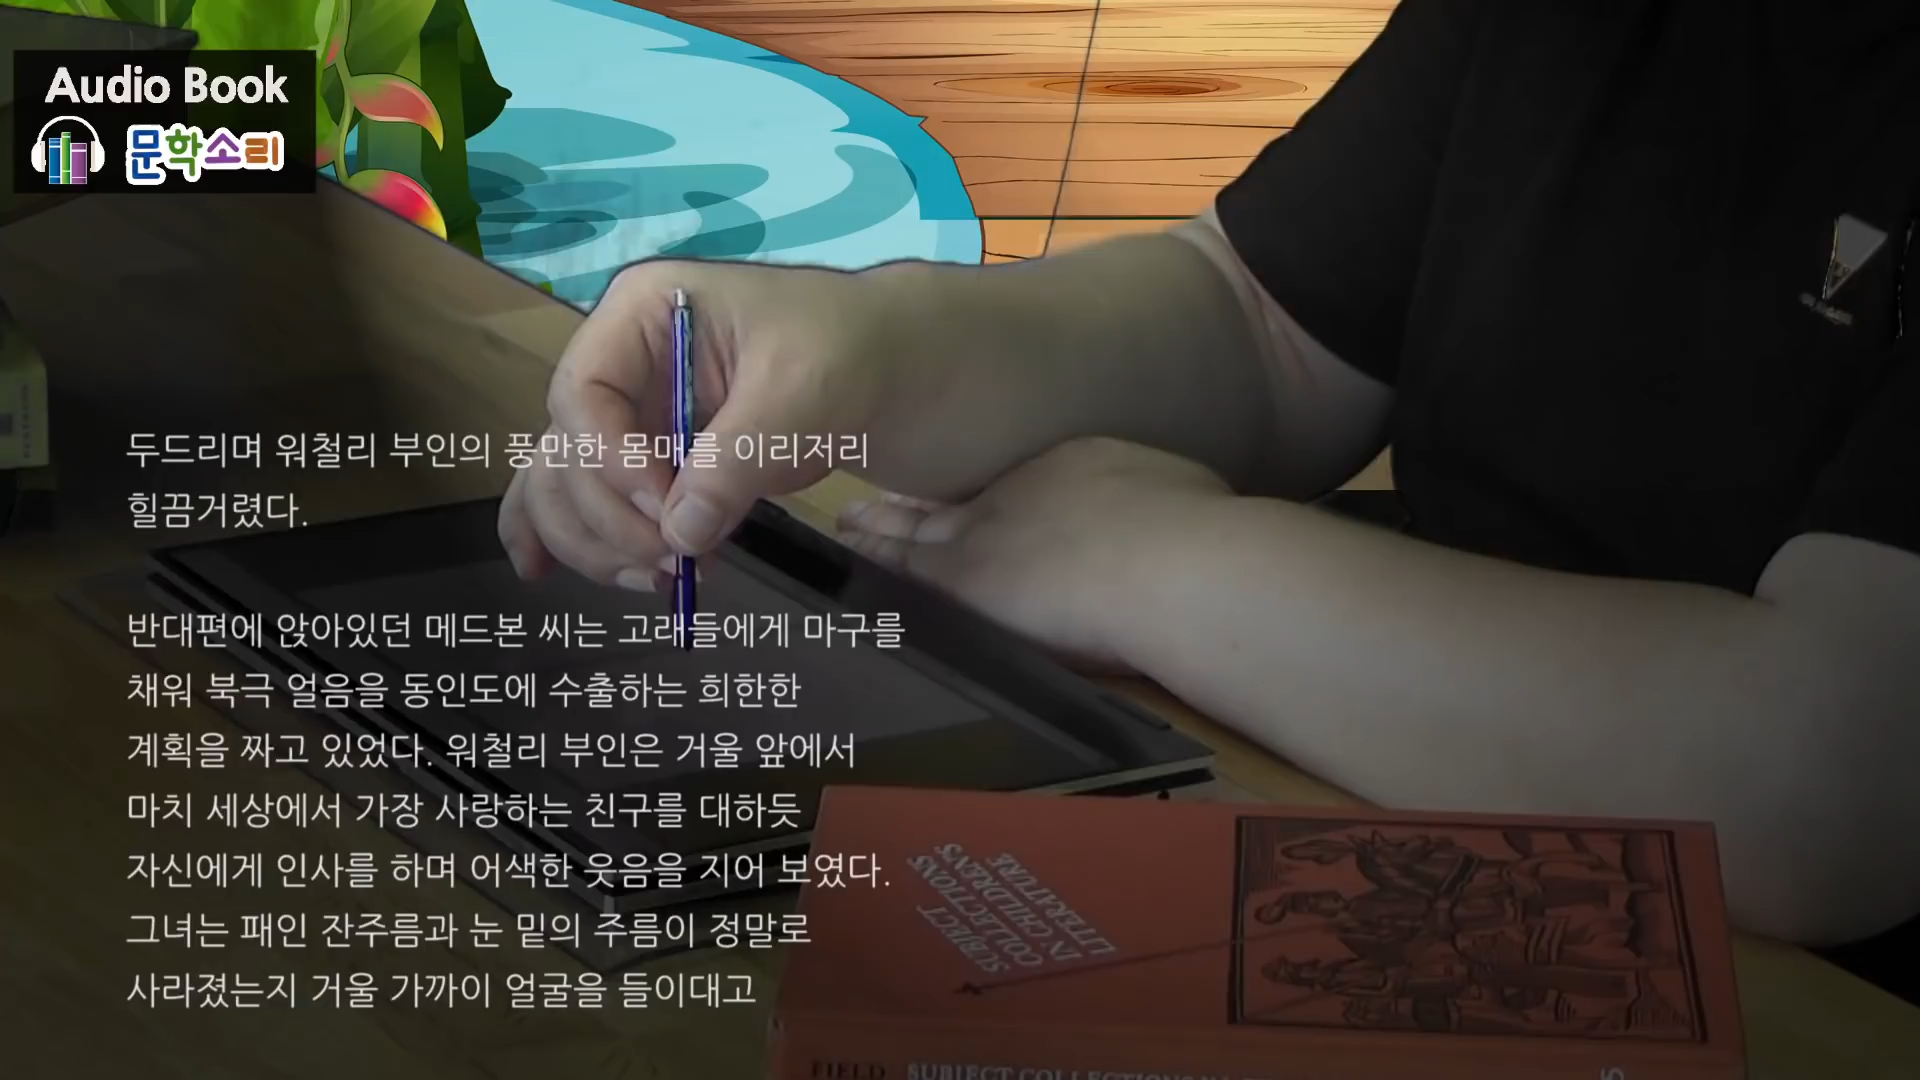 Audio Book
문학소리
두드리며 워철리 부인의 풍만한 몸매를 이리저리
힐끔거렸다.
반대편에 앉아있던 메드본 씨는 고래들에게 마구를
채워 북극 얼음을 동인도에 수출하는 희한한
계획을 짜고 있었다. 워철리 부인은 거울 앞에서
마치 세상에서 가장 사랑하는 친구를 대하듯
자신에게 인사를 하며 어색한 웃음을 지어 보였다.
그녀는 패인 잔주름과 눈 밑의 주름이 정말로
사라졌는지 거울 가까이 얼굴을 들이대고
SUBJECT
COLLECTIONS
IN CHILDREN'S
LITERATURE
FIELD SUBJECT COLLECTIONS